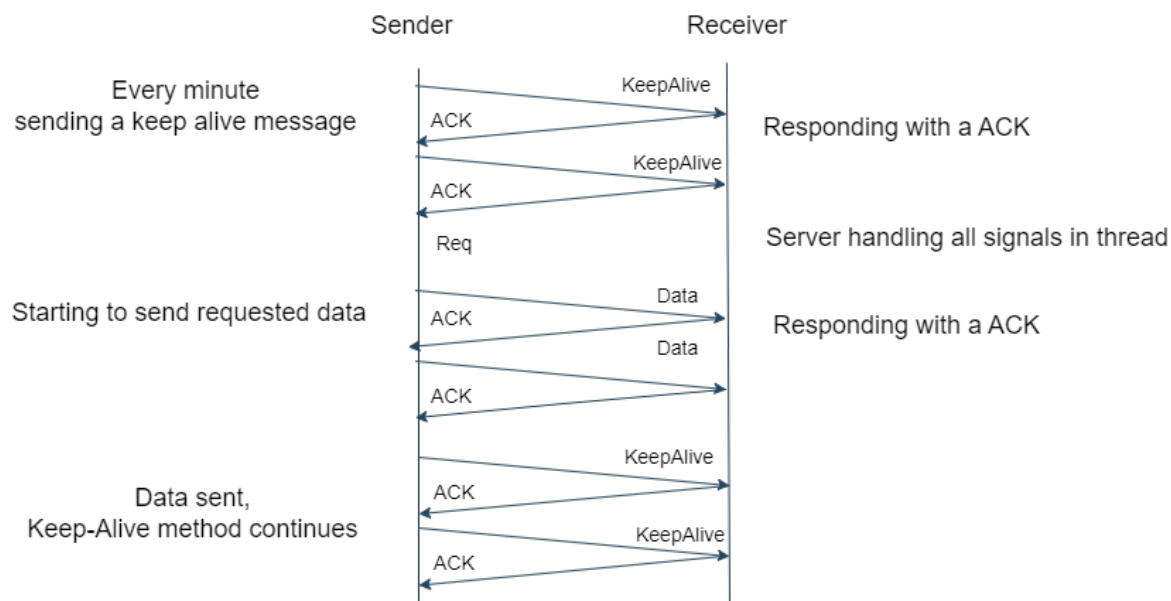 Sender
Receiver
Every minute
sending a keep alive message
KeepAlive
ACK
Responding with a ACK
KeepAlive
ACK
Req
Server handling all signals in thread
Starting to send requested data
Data
ACK
Responding with a ACK
Data
ACK
KeepAlive
ACK
Data sent,
Keep-Alive method continues
KeepAlive
ACK